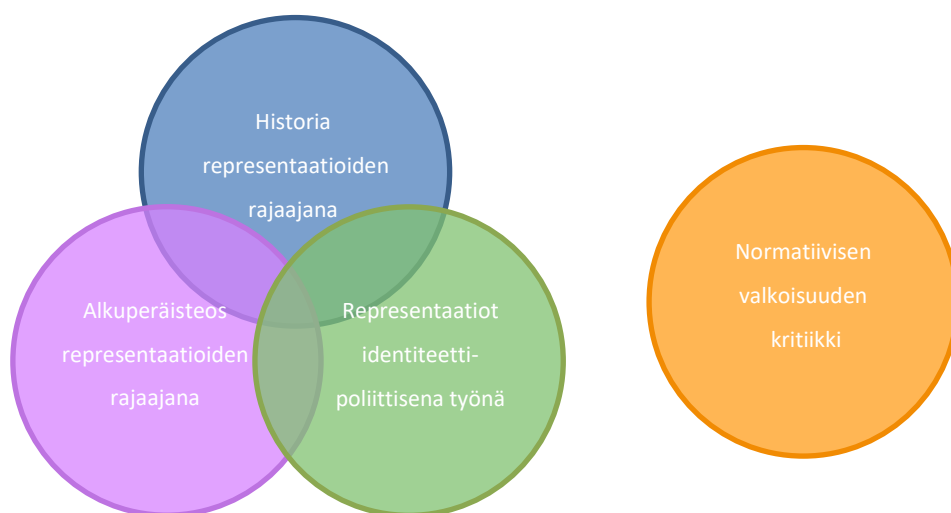 Historia
representaatioiden
rajaajana
Alkuperäisteos
representaatioiden
rajaajana
Representaatiot
identiteetti-
poliittisena työnä
Normatiivisen
valkoisuuden
kritiikki